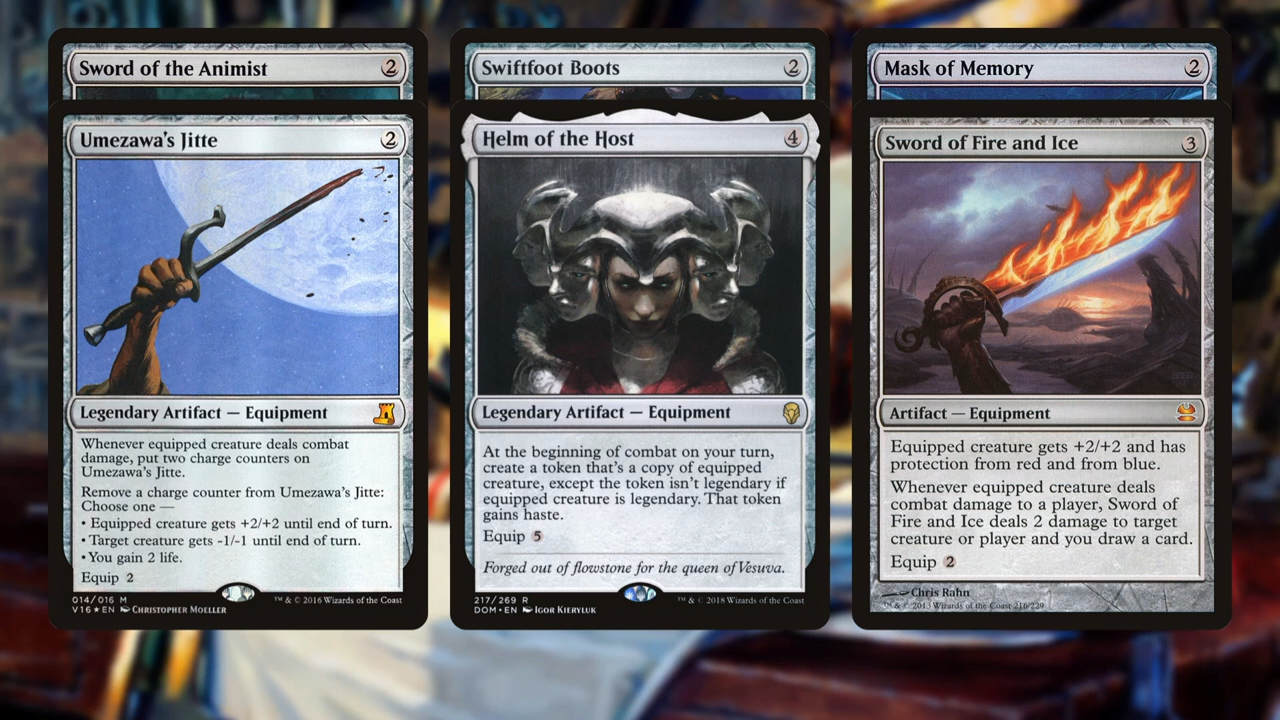 Sword of the Animist 2
Umezawa's Jitte 2
Legendary Artifact — Equipment
Whenever equipped creature deals combat
damage, put two charge counters on
Umezawa's Jitte.
Remove a charge counter from Umezawa's Jitte:
Choose one —
• Equipped creature gets +2/+2 until end of turn.
• Target creature gets -1/-1 until end of turn.
• You gain 2 life.
Equip 2
014/016 M
V16 ★ EN Christopher Moeller
™ & © 2016 Wizards of the Coast
Swiftfoot Boots 2
Helm of the Host 4
Legendary Artifact — Equipment
At the beginning of combat on your turn,
create a token that's a copy of equipped
creature, except the token isn't legendary if
equipped creature is legendary. That token
gains haste.
Equip 5
Forged out of flowstone for the queen of Vesuva.
217/269 R
DOM • EN Igor Kieryluk
™ & © 2018 Wizards of the Coast
Mask of Memory 2
Sword of Fire and Ice 3
Artifact — Equipment
Equipped creature gets +2/+2 and has
protection from red and from blue.
Whenever equipped creature deals
combat damage to a player, Sword of
Fire and Ice deals 2 damage to target
creature or player and you draw a card.
Equip 2
Chris Rahn
™ & © 2013 Wizards of the Coast 216/229